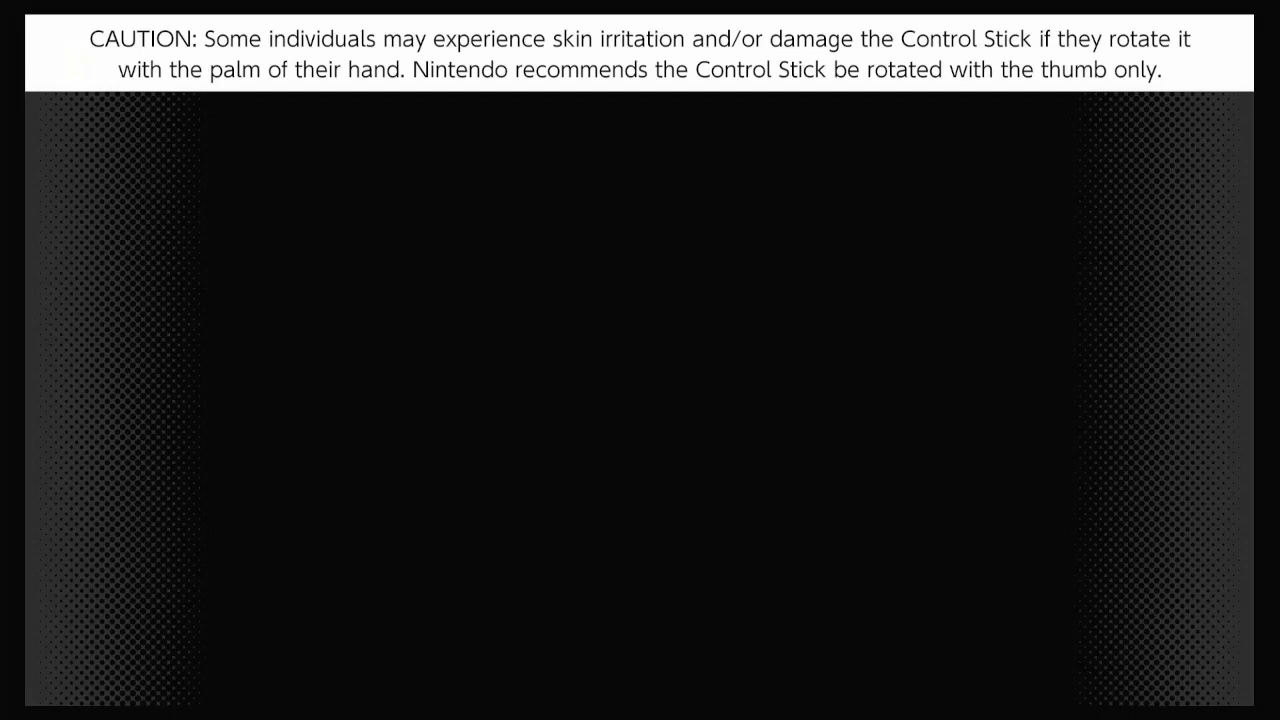 CAUTION: Some individuals may experience skin irritation and/or damage the Control Stick if they rotate it
with the palm of their hand. Nintendo recommends the Control Stick be rotated with the thumb only.